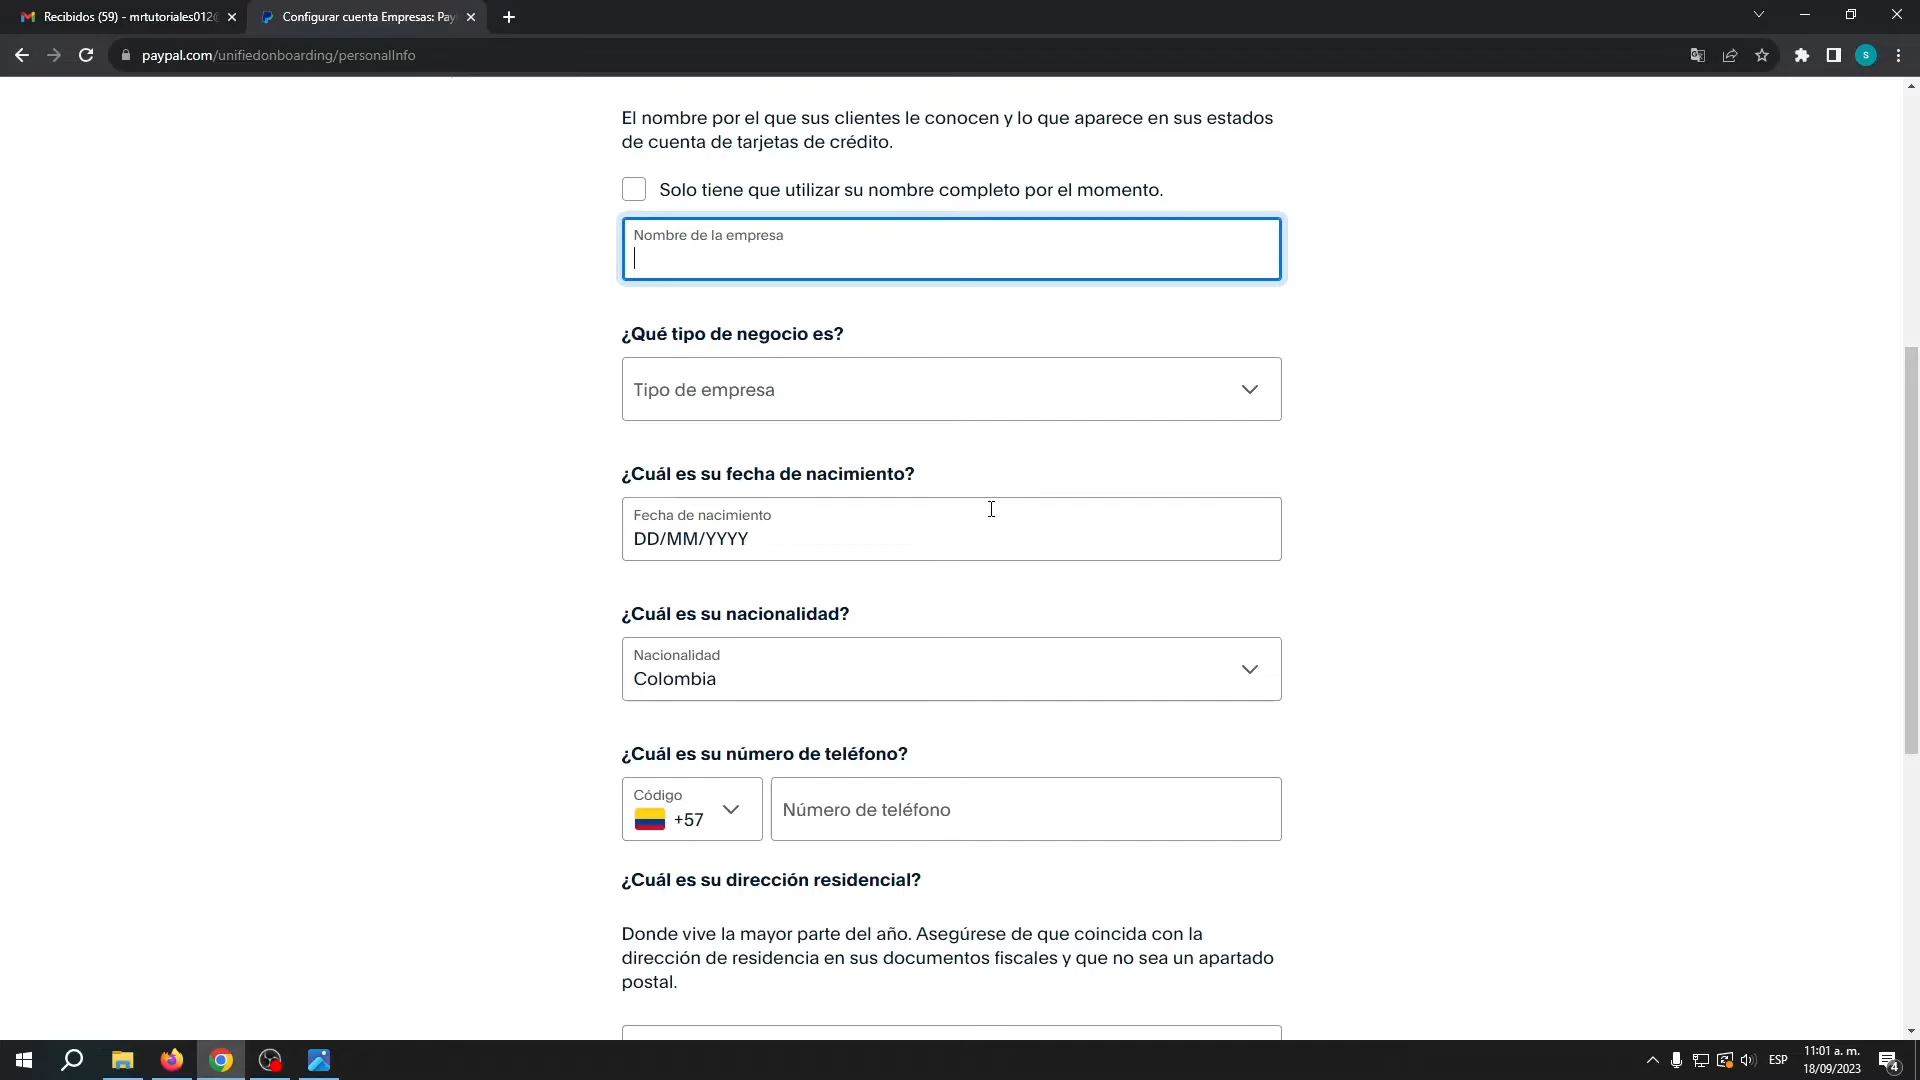 Recibidos (59) - mrtutoriales012
Configurar cuenta Empresas: Pay
paypal.com/unifiedonboarding/personalInfo
S
El nombre por el que sus clientes le conocen y lo que aparece en sus estados
de cuenta de tarjetas de crédito.
Solo tiene que utilizar su nombre completo por el momento.
Nombre de la empresa
¿Qué tipo de negocio es?
Tipo de empresa
¿Cuál es su fecha de nacimiento?
Fecha de nacimiento
DD/MM/YYYY
¿Cuál es su nacionalidad?
Nacionalidad
Colombia
¿Cuál es su número de teléfono?
Código
+57
Número de teléfono
¿Cuál es su dirección residencial?
Donde vive la mayor parte del año. Asegúrese de que coincida con la
dirección de residencia en sus documentos fiscales y que no sea un apartado
postal.
ESP
11:01 a. m.
18/09/2023
4